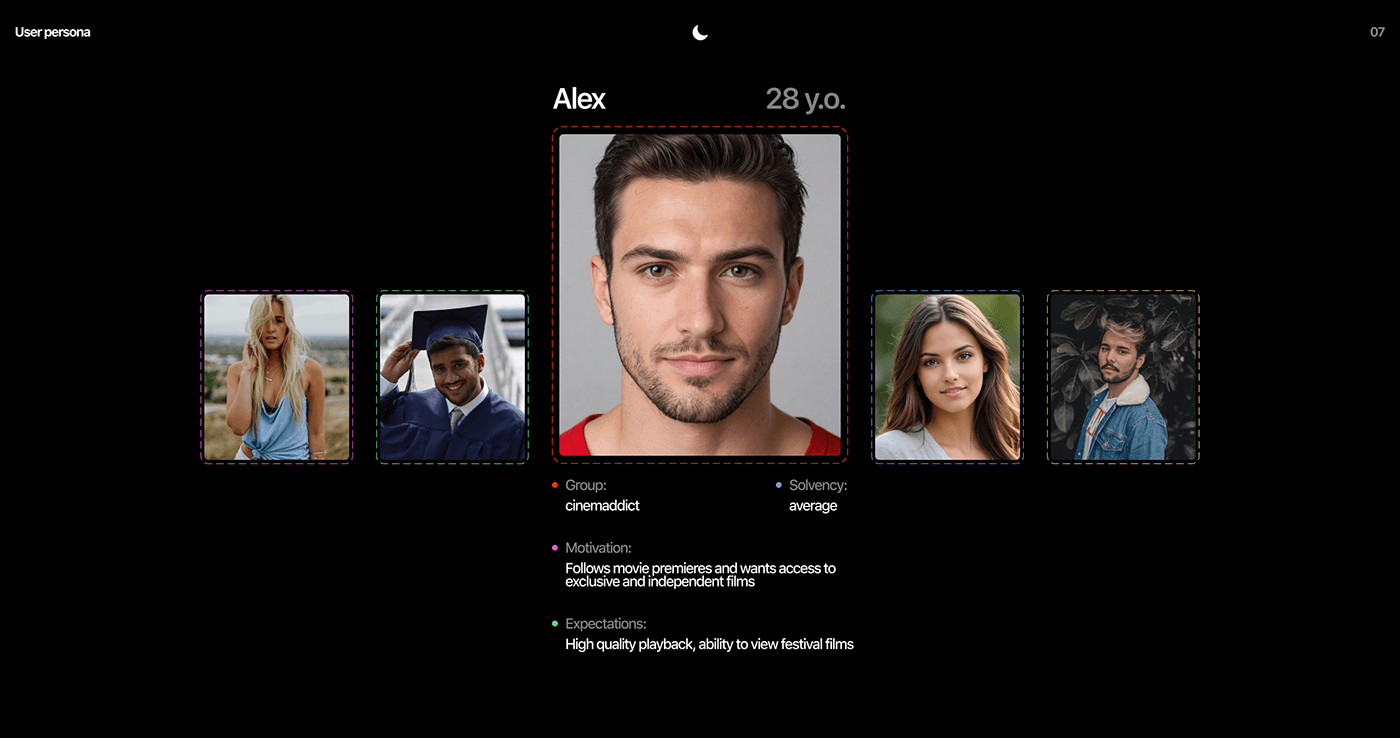 User persona
07
Alex
28 y.o.
Group:
cinemaddict
Solvency:
average
Motivation:
Follows movie premieres and wants access to
exclusive and independent films
Expectations:
High quality playback, ability to view festival films